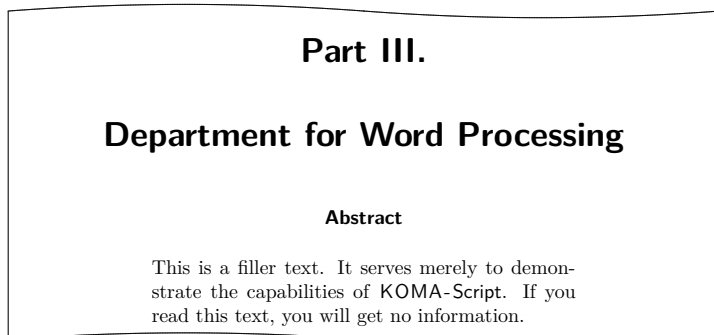 Part III.
Department for Word Processing
Abstract
This is a filler text. It serves merely to demon-
strate the capabilities of KOMA-Script. If you
read this text, you will get no information.